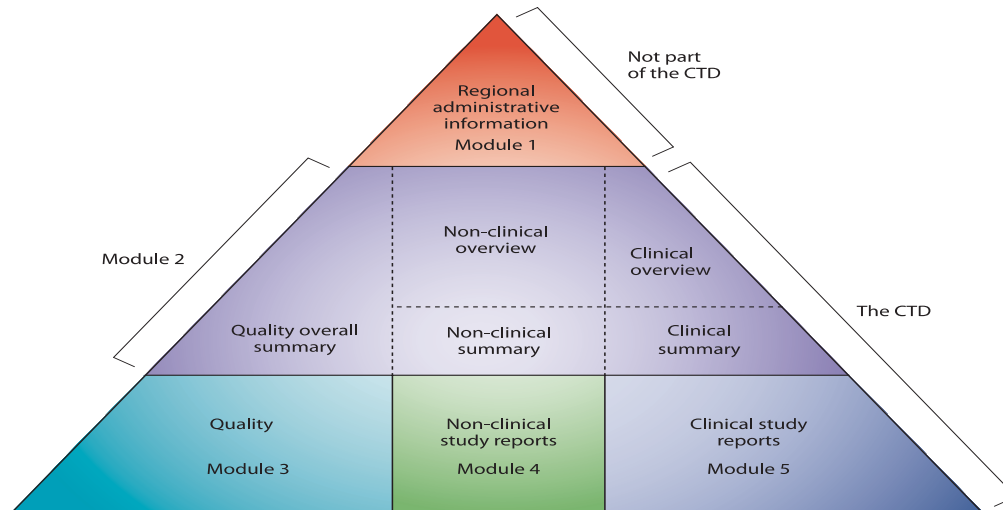 Not part
of the CTD
Regional
administrative
information
Module 1
Module 2
Non-clinical
overview
Clinical
overview
The CTD
Quality overall
summary
Non-clinical
summary
Clinical
summary
Quality
Module 3
Non-clinical
study reports
Module 4
Clinical study
reports
Module 5